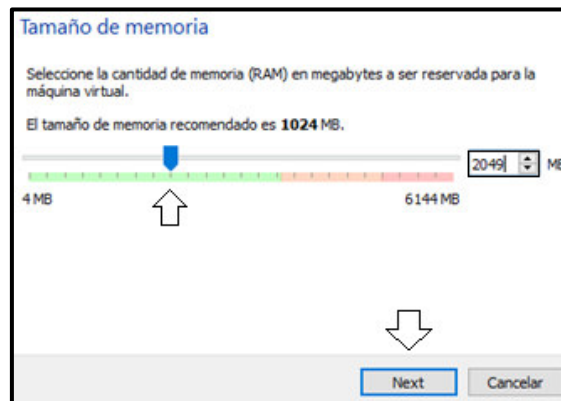 Tamaño de memoria
Seleccione la cantidad de memoria (RAM) en megabytes a ser reservada para la
máquina virtual.
El tamaño de memoria recomendado es 1024 MB.
2049 MB
4 MB 6144 MB
Next Cancelar